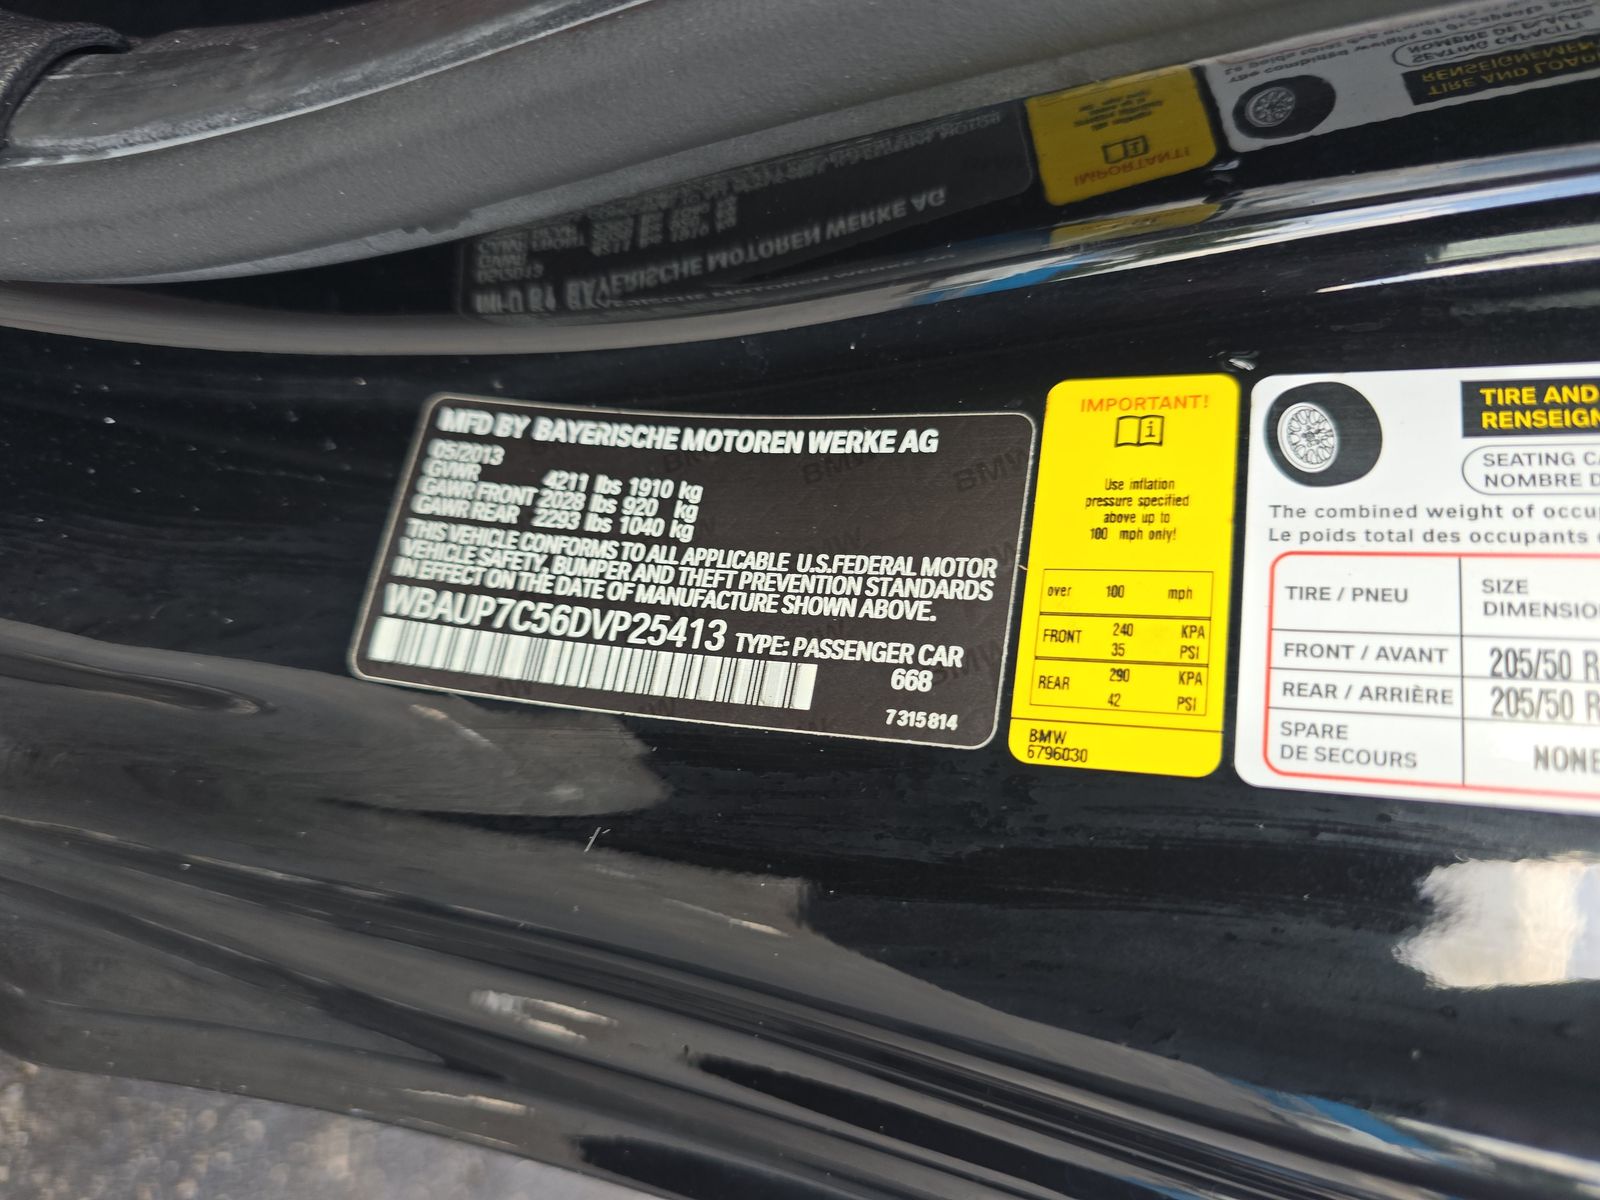 MFD BY BAYERISCHE MOTOREN WERKE AG
05/2013
GVWR 4211 lbs 1910 kg
GAWR FRONT 2028 lbs 920 kg
GAWR REAR 2293 lbs 1040 kg
THIS VEHICLE CONFORMS TO ALL APPLICABLE U.S.FEDERAL MOTOR
VEHICLE SAFETY, BUMPER AND THEFT PREVENTION STANDARDS
IN EFFECT ON THE DATE OF MANUFACTURE SHOWN ABOVE.
WBAUP7C56DVP25413 TYPE: PASSENGER CAR
668
7315814
IMPORTANT!
Use inflation
pressure specified
above up to
100 mph only!
over 100 mph
FRONT 240 KPA
35 PSI
REAR 290 KPA
42 PSI
BMW
6796030
TIRE AND
RENSEIGN
SEATING CA
NOMBRE D
The combined weight of occu
Le poids total des occupants
TIRE / PNEU SIZE
DIMENSIO
FRONT / AVANT 205/50 R
REAR / ARRIÈRE 205/50 R
SPARE
DE SECOURS NONE